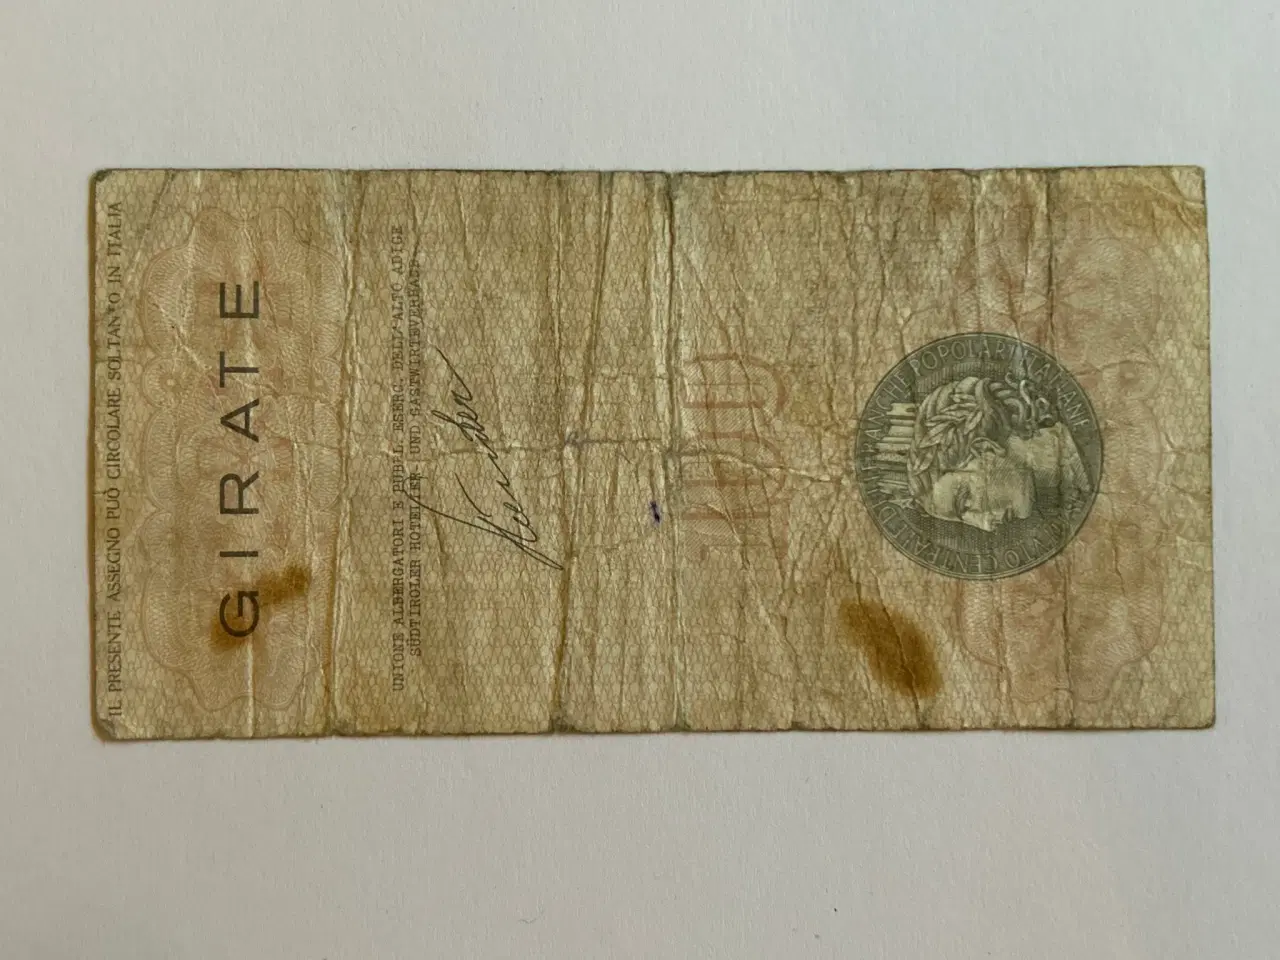 IL PRESENTE ASSEGNO PUÒ CIRCOLARE SOLTANTO IN ITALIA
GIRATE
UNIONE ALBERGATORI E PUBBL. ESERC. DELL'ALTO ADIGE
SÜDTIROLER HOTELIER- UND GASTWIRTEVERBAND
100
ISTITUTO CENTRALE DELLE BANCHE POPOLARI ITALIANE